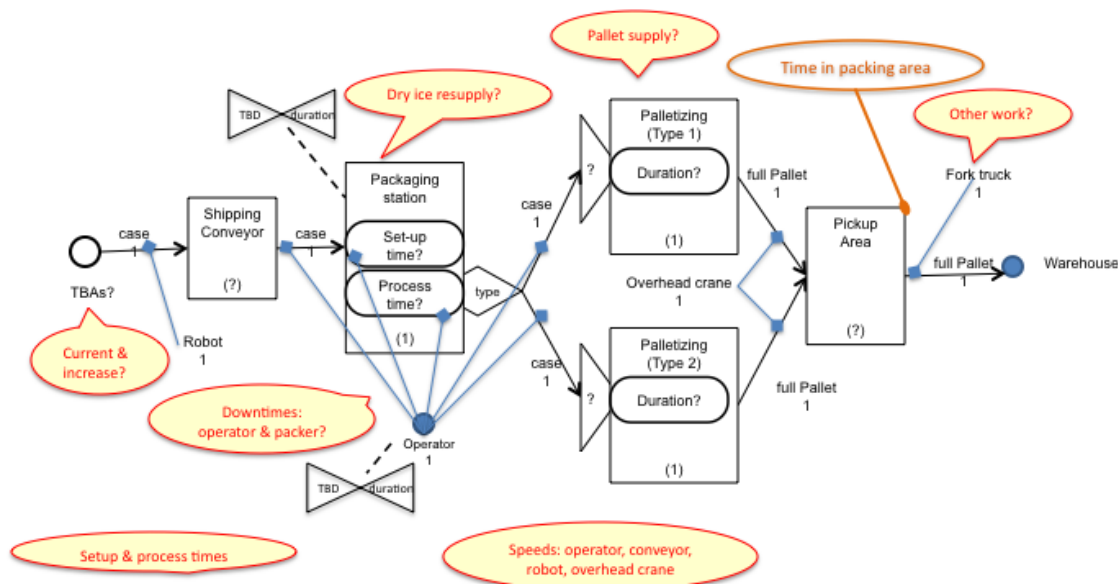 Pallet supply?
Time in packing area
TBD
duration
Dry ice resupply?
Other work?
Palletizing
(Type 1)
Duration?
?
(1)
full Pallet
1
Fork truck
1
Packaging
station
Set-up
time?
Process
time?
(1)
type
case
1
Shipping
Conveyor
(?)
case
1
case
1
TBAs?
Pickup
Area
(?)
full Pallet
1
Warehouse
Overhead crane
1
Robot
1
Current &
increase?
case
1
Palletizing
(Type 2)
Duration?
?
(1)
full Pallet
1
Downtimes:
operator & packer?
Operator
1
TBD
duration
Setup & process times
Speeds: operator, conveyor,
robot, overhead crane